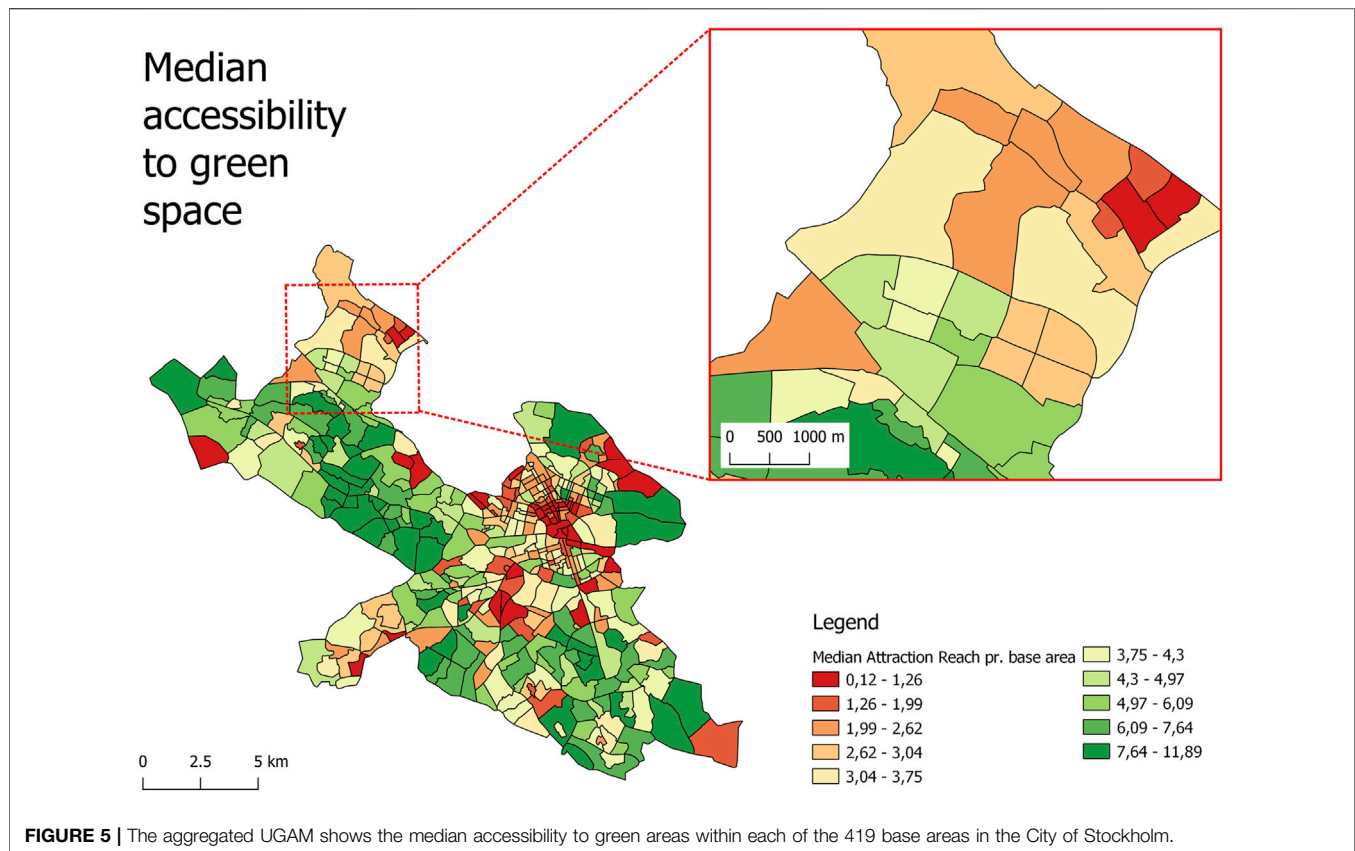 Median
accessibility
to green
space
0 500 1000 m
Legend
Median Attraction Reach pr. base area
0,12 - 1,26
1,26 - 1,99
1,99 - 2,62
2,62 - 3,04
3,04 - 3,75
3,75 - 4,3
4,3 - 4,97
4,97 - 6,09
6,09 - 7,64
7,64 - 11,89
0 2.5 5 km
FIGURE 5 | The aggregated UGAM shows the median accessibility to green areas within each of the 419 base areas in the City of Stockholm.